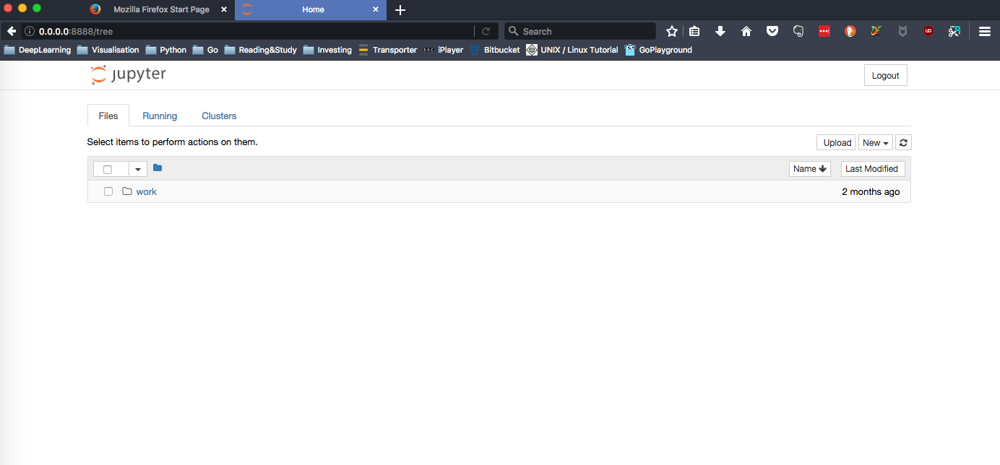 Mozilla Firefox Start Page
Home
0.0.0.0:8888/tree
Search
DeepLearning Visualisation Python Go Reading&Study Investing Transporter BBC iPlayer Bitbucket UNIX / Linux Tutorial GoPlayground
jupyter
Logout
Files Running Clusters
Select items to perform actions on them.
Upload New
Name Last Modified
work 2 months ago